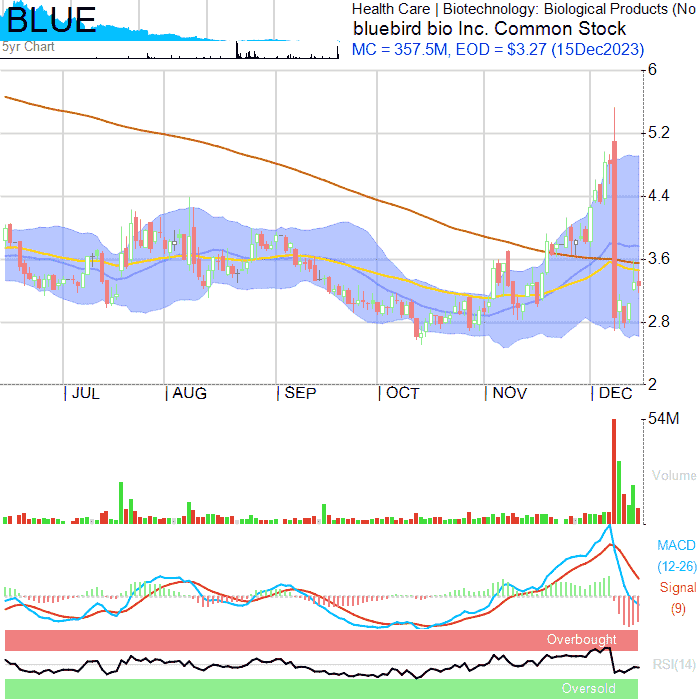 BLUE
5yr Chart
Health Care | Biotechnology: Biological Products (No
bluebird bio Inc. Common Stock
MC = 357.5M, EOD = $3.27 (15Dec2023)
6
5.2
4.4
3.6
2.8
2
| JUL | AUG | SEP | OCT | NOV | DEC
54M
Volume
MACD
(12-26)
Signal
(9)
Overbought
RSI(14)
Oversold